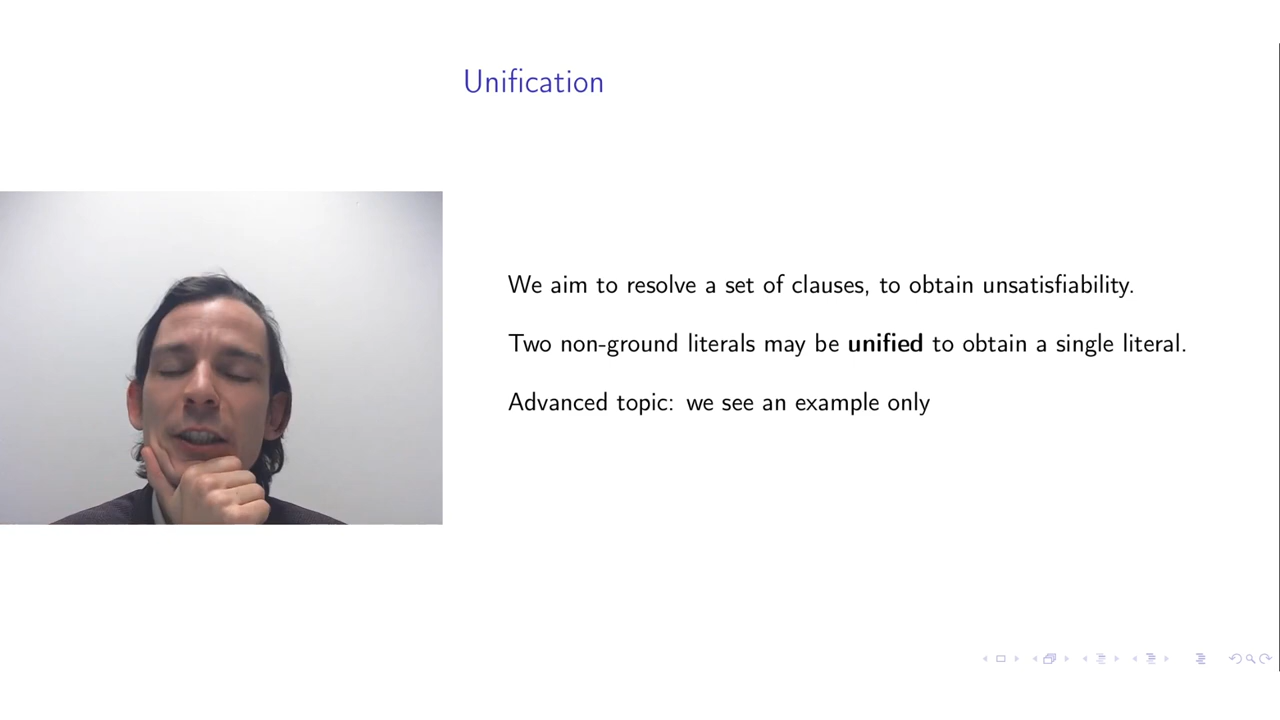 Unification
We aim to resolve a set of clauses, to obtain unsatisfiability.
Two non-ground literals may be unified to obtain a single literal.
Advanced topic: we see an example only